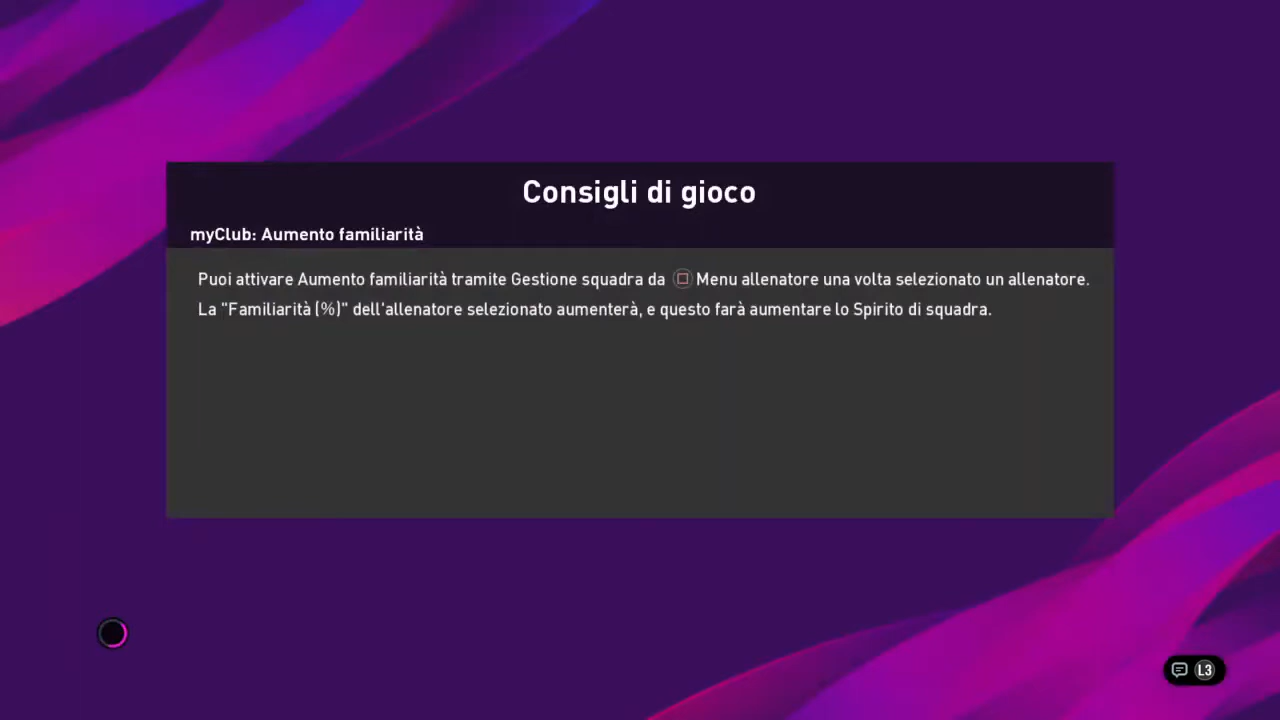 Consigli di gioco
myClub: Aumento familiarità
Puoi attivare Aumento familiarità tramite Gestione squadra da Menu allenatore una volta selezionato un allenatore.
La "Familiarità (%)" dell'allenatore selezionato aumenterà, e questo farà aumentare lo Spirito di squadra.
L3